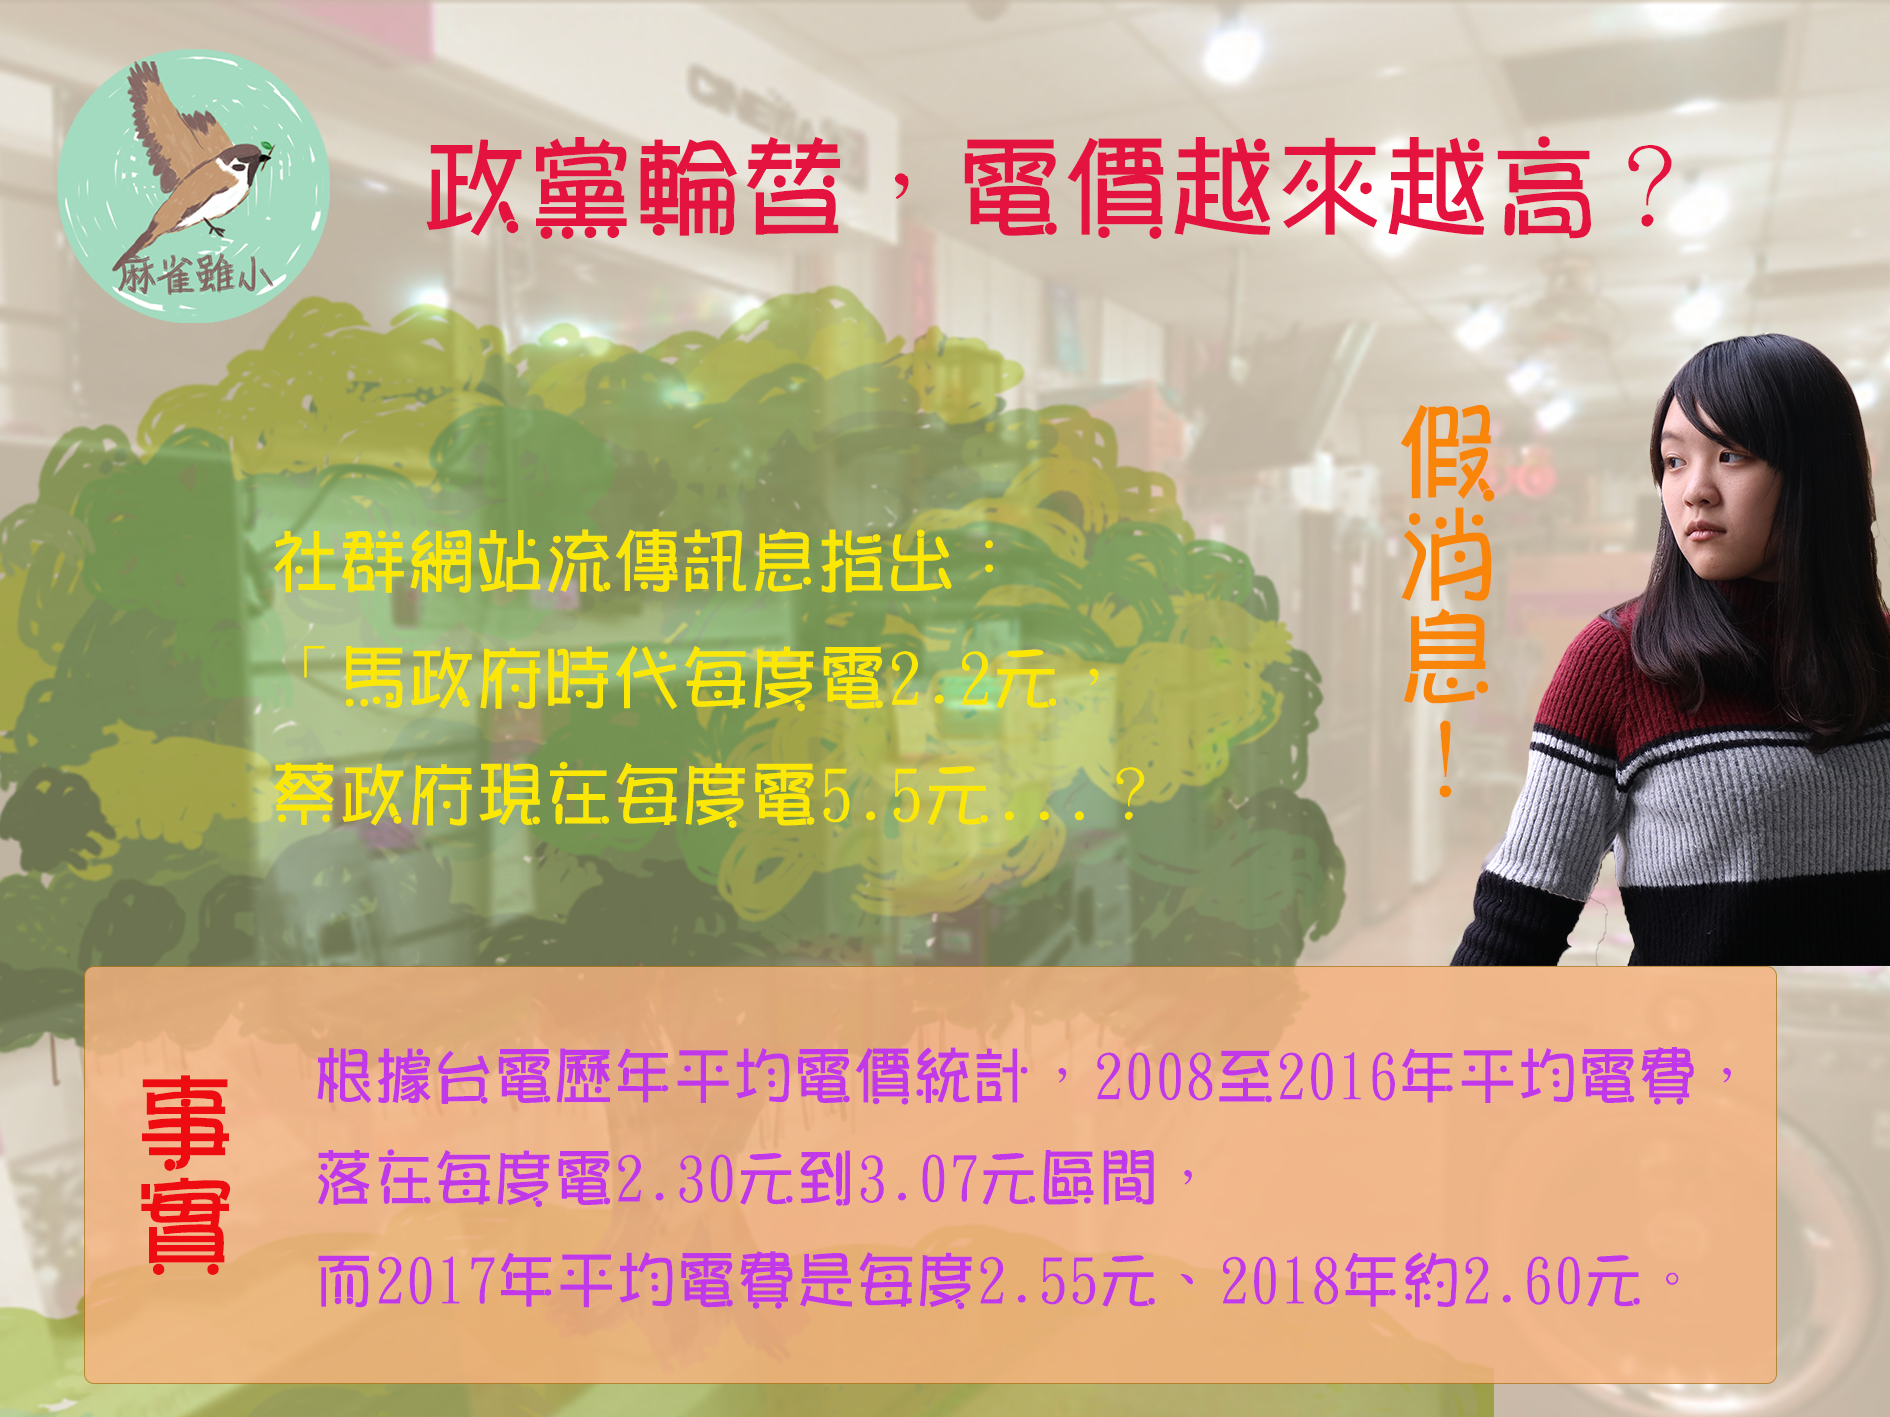 麻雀雖小
政黨輪替，電價越來越高？
假消息！
社群網站流傳訊息指出：
「馬政府時代每度電2.2元，
蔡政府現在每度電5.5元...？
事實
根據台電歷年平均電價統計，2008至2016年平均電費，
落在每度電2.30元到3.07元區間，
而2017年平均電費是每度2.55元、2018年約2.60元。